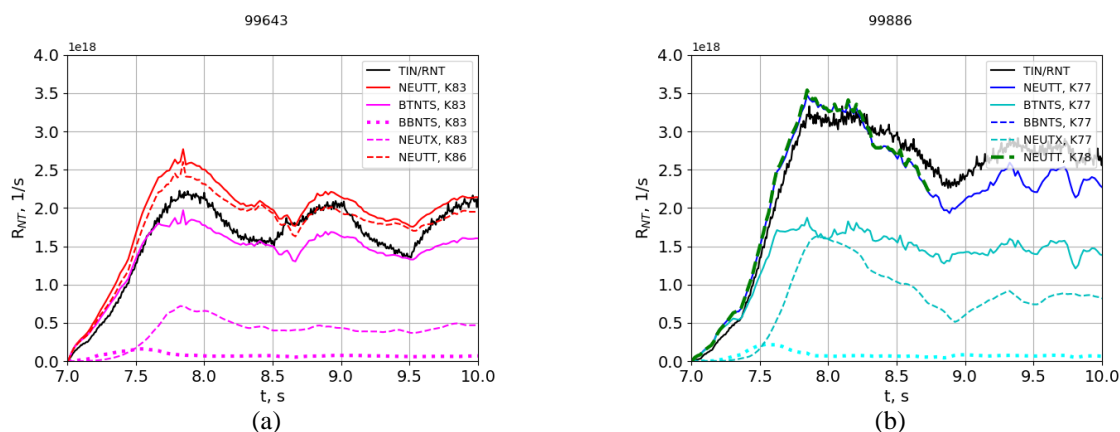 99643
1e18
4.0
3.5
3.0
2.5
2.0
1.5
1.0
0.5
0.0
R_NT, 1/s
TIN/RNT
NEUTT, K83
BTNTS, K83
BBNTS, K83
NEUTX, K83
NEUTT, K86
7.0 7.5 8.0 8.5 9.0 9.5 10.0
t, s
(a)
99886
1e18
4.0
3.5
3.0
2.5
2.0
1.5
1.0
0.5
0.0
R_NT, 1/s
TIN/RNT
NEUTT, K77
BTNTS, K77
BBNTS, K77
NEUTX, K77
NEUTT, K78
7.0 7.5 8.0 8.5 9.0 9.5 10.0
t, s
(b)